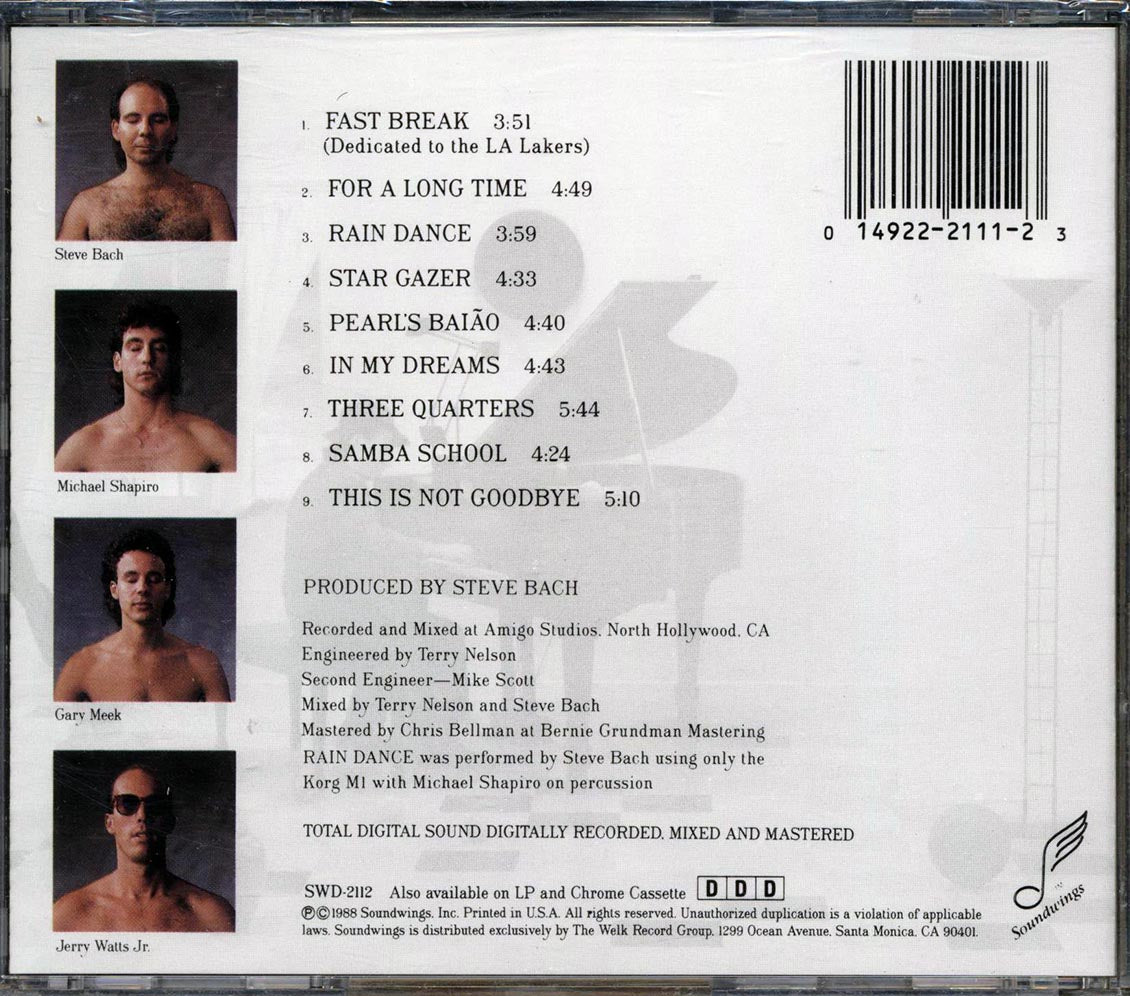 Steve Bach
Michael Shapiro
Gary Meek
Jerry Watts Jr.
1. FAST BREAK 3:51
(Dedicated to the LA Lakers)
2. FOR A LONG TIME 4:49
3. RAIN DANCE 3:59
4. STAR GAZER 4:33
5. PEARL'S BAIÃO 4:40
6. IN MY DREAMS 4:43
7. THREE QUARTERS 5:44
8. SAMBA SCHOOL 4:24
9. THIS IS NOT GOODBYE 5:10
0 14922-2111-2 3
PRODUCED BY STEVE BACH
Recorded and Mixed at Amigo Studios, North Hollywood, CA
Engineered by Terry Nelson
Second Engineer—Mike Scott
Mixed by Terry Nelson and Steve Bach
Mastered by Chris Bellman at Bernie Grundman Mastering
RAIN DANCE was performed by Steve Bach using only the
Korg M1 with Michael Shapiro on percussion
TOTAL DIGITAL SOUND DIGITALLY RECORDED, MIXED AND MASTERED
SWD-2112 Also available on LP and Chrome Cassette D D D
℗©1988 Soundwings, Inc. Printed in U.S.A. All rights reserved. Unauthorized duplication is a violation of applicable
laws. Soundwings is distributed exclusively by The Welk Record Group, 1299 Ocean Avenue, Santa Monica, CA 90401.
Soundwings